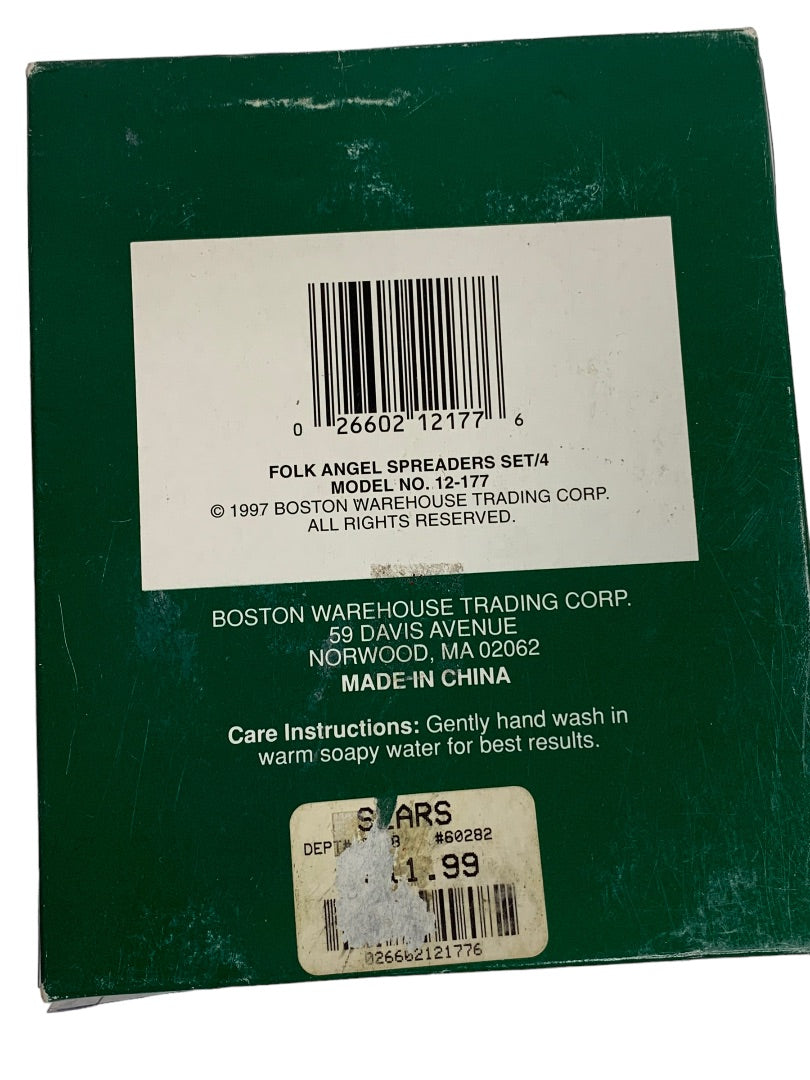 0 26602 12177 6
FOLK ANGEL SPREADERS SET/4
MODEL NO. 12-177
© 1997 BOSTON WAREHOUSE TRADING CORP.
ALL RIGHTS RESERVED.
BOSTON WAREHOUSE TRADING CORP.
59 DAVIS AVENUE
NORWOOD, MA 02062
MADE IN CHINA
Care Instructions: Gently hand wash in
warm soapy water for best results.
SEARS
DEPT# #60282
026602121776